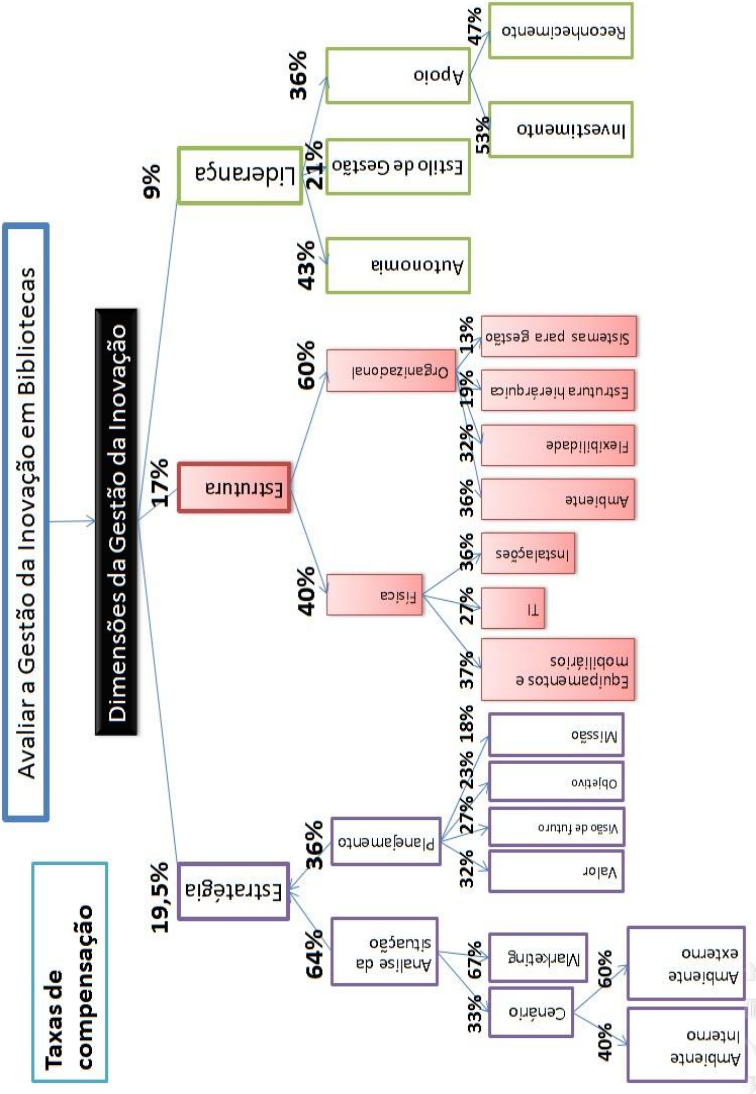 Avaliar a Gestão da Inovação em Bibliotecas
Taxas de
compensação
Dimensões da Gestão da Inovação
19,5%
17%
9%
Estratégia
Estrutura
Liderança
64%
36%
40%
60%
43%
21%
36%
Analise da
situação
Planejamento
Física
Organizacional
Autonomia
Estilo de Gestão
Apoio
33%
67%
32%
27%
23%
18%
37%
27%
36%
36%
32%
19%
13%
53%
47%
Cenário
Marketing
Valor
Visão de futuro
Objetivo
Missão
Equipamentos e
mobiliários
TI
Instalações
Ambiente
Flexibilidade
Estrutura hierárquica
Sistemas para gestão
Investimento
Reconhecimento
40%
60%
Ambiente
Interno
Ambiente
externo